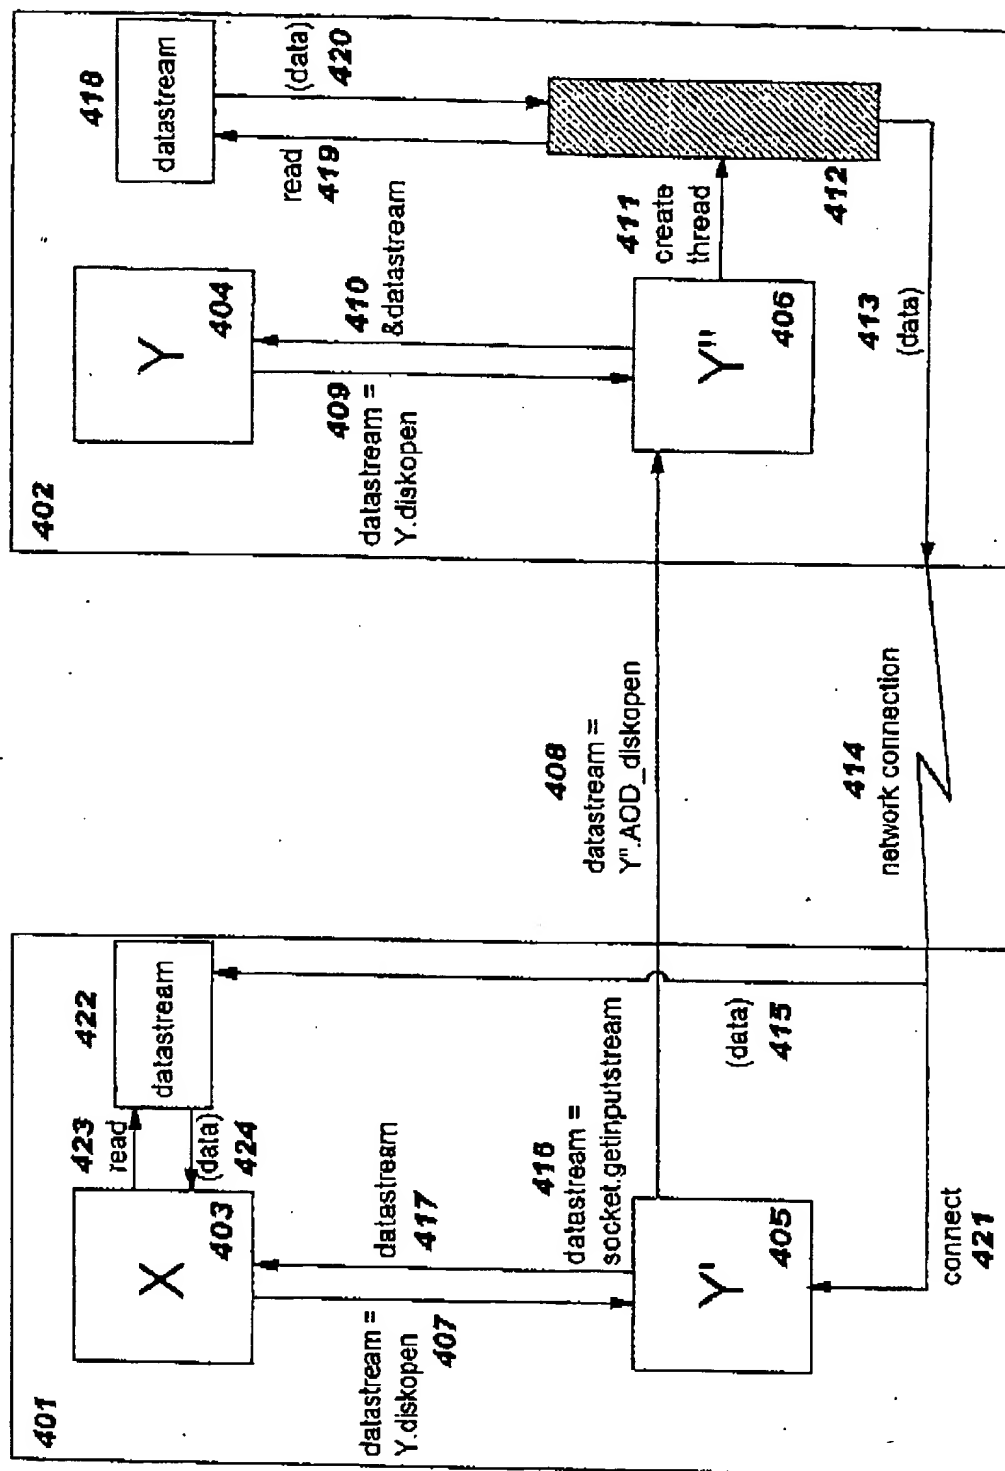 401
X
403
423
read
(data)
424
422
datastream
datastream =
Y.diskopen
407
datastream
417
416
datastream =
socket.getinputstream
Y'
405
(data)
415
connect
421
408
datastream =
Y".AOD_diskopen
414
network connection
402
Y
404
418
datastream
409
datastream =
Y.diskopen
410
&datastream
read
419
(data)
420
Y"
406
411
create
thread
412
413
(data)